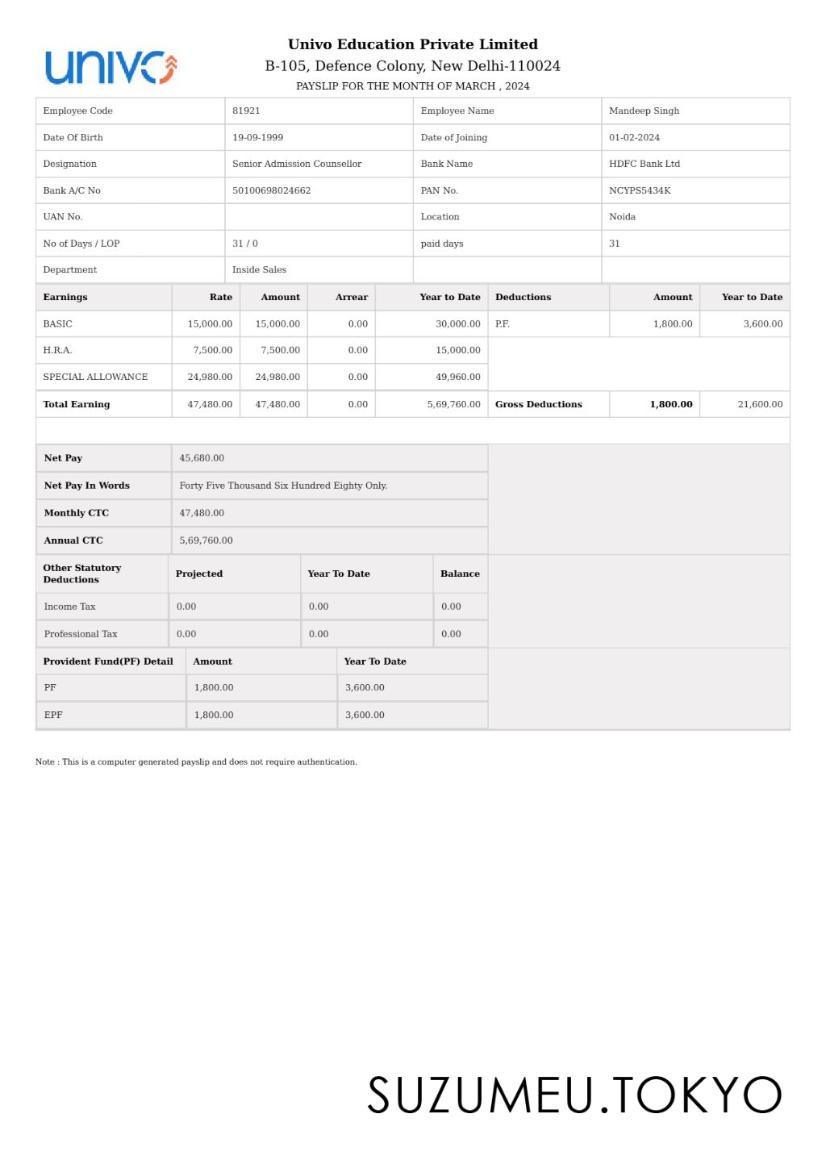 univo
Univo Education Private Limited
B-105, Defence Colony, New Delhi-110024
PAYSLIP FOR THE MONTH OF MARCH , 2024
Employee Code 81921 Employee Name Mandeep Singh
Date Of Birth 19-09-1999 Date of Joining 01-02-2024
Designation Senior Admission Counsellor Bank Name HDFC Bank Ltd
Bank A/C No 50100698024662 PAN No. NCYPS5434K
UAN No. Location Noida
No of Days / LOP 31 / 0 paid days 31
Department Inside Sales
Earnings Rate Amount Arrear Year to Date Deductions Amount Year to Date
BASIC 15,000.00 15,000.00 0.00 30,000.00 P.F. 1,800.00 3,600.00
H.R.A. 7,500.00 7,500.00 0.00 15,000.00
SPECIAL ALLOWANCE 24,980.00 24,980.00 0.00 49,960.00
Total Earning 47,480.00 47,480.00 0.00 5,69,760.00 Gross Deductions 1,800.00 21,600.00
Net Pay 45,680.00
Net Pay In Words Forty Five Thousand Six Hundred Eighty Only.
Monthly CTC 47,480.00
Annual CTC 5,69,760.00
Other Statutory
Deductions Projected Year To Date Balance
Income Tax 0.00 0.00 0.00
Professional Tax 0.00 0.00 0.00
Provident Fund(PF) Detail Amount Year To Date
PF 1,800.00 3,600.00
EPF 1,800.00 3,600.00
Note : This is a computer generated payslip and does not require authentication.
SUZUMEU.TOKYO